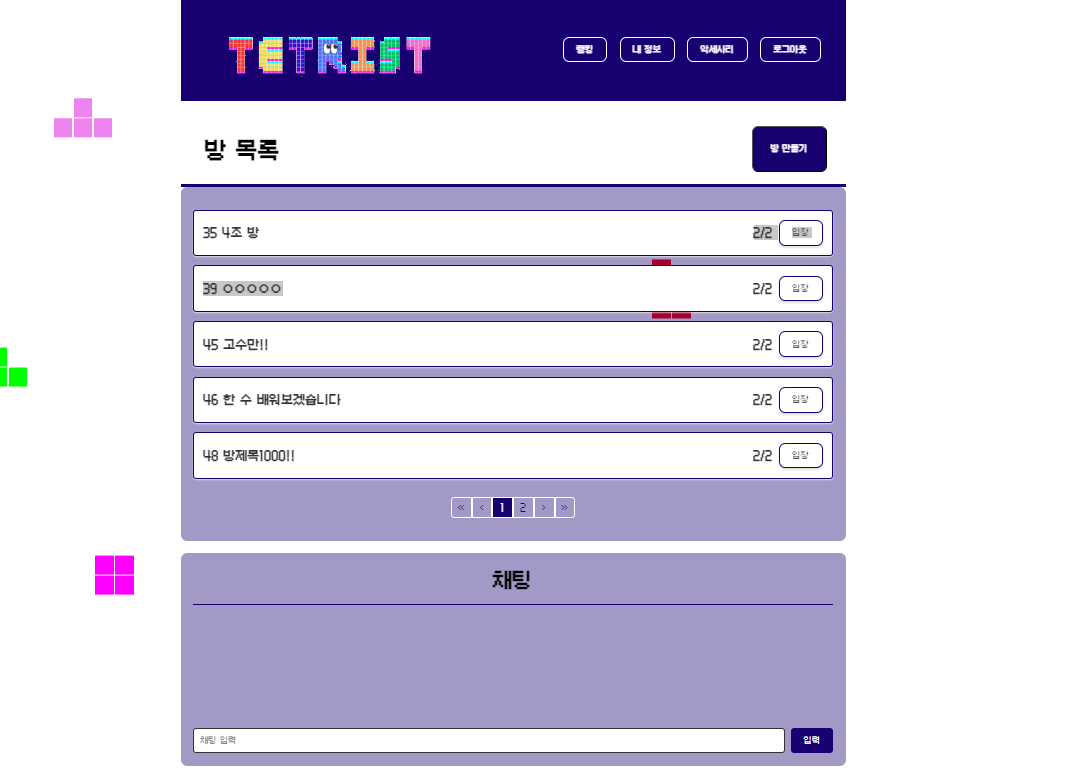 TETRIST
랭킹 내 정보 악세사리 로그아웃
방 목록
방 만들기
35 4조 방 2/2 입장
39 ㅇㅇㅇㅇㅇ 2/2 입장
45 고수만!! 2/2 입장
46 한 수 배워보겠습니다 2/2 입장
48 방제목1000!! 2/2 입장
« ‹ 1 2 › »
채팅
채팅 입력 입력